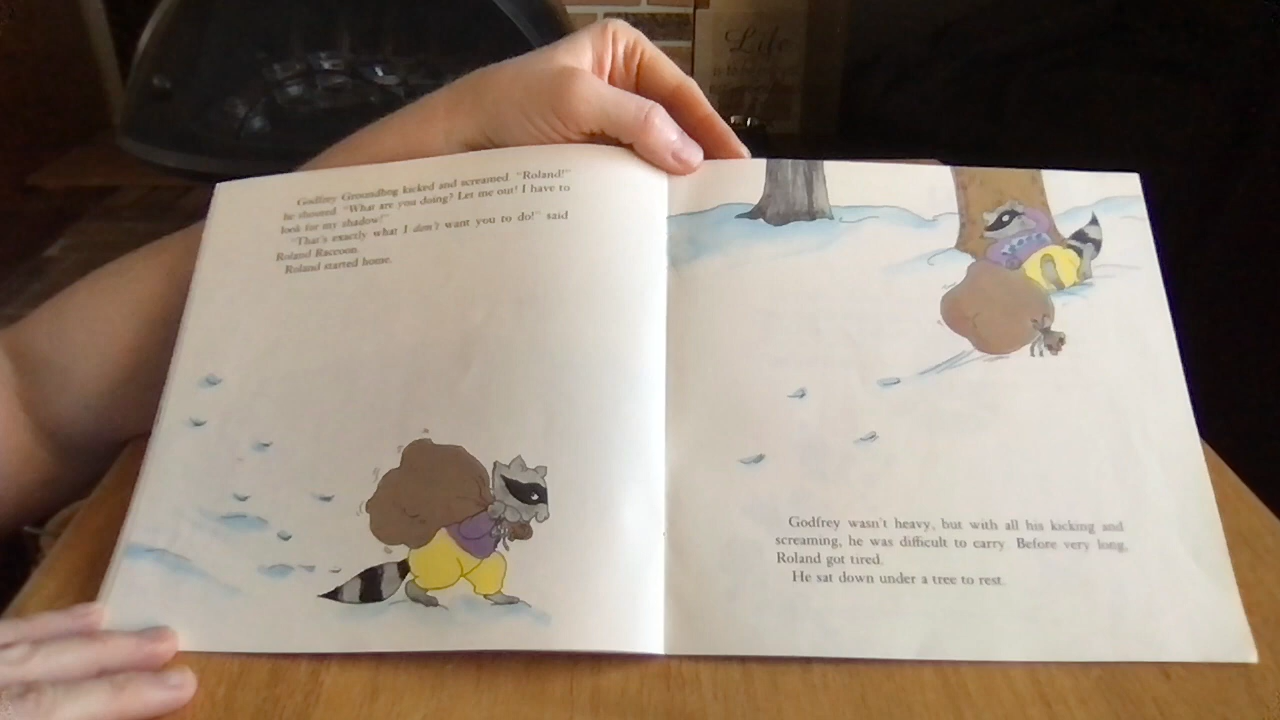 Life
Godfrey Groundhog kicked and screamed. "Roland!"
he shouted. "What are you doing? Let me out! I have to
look for my shadow!"
"That's exactly what I don't want you to do!" said
Roland Raccoon.
Roland started home.
Godfrey wasn't heavy, but with all his kicking and
screaming, he was difficult to carry. Before very long,
Roland got tired.
He sat down under a tree to rest.